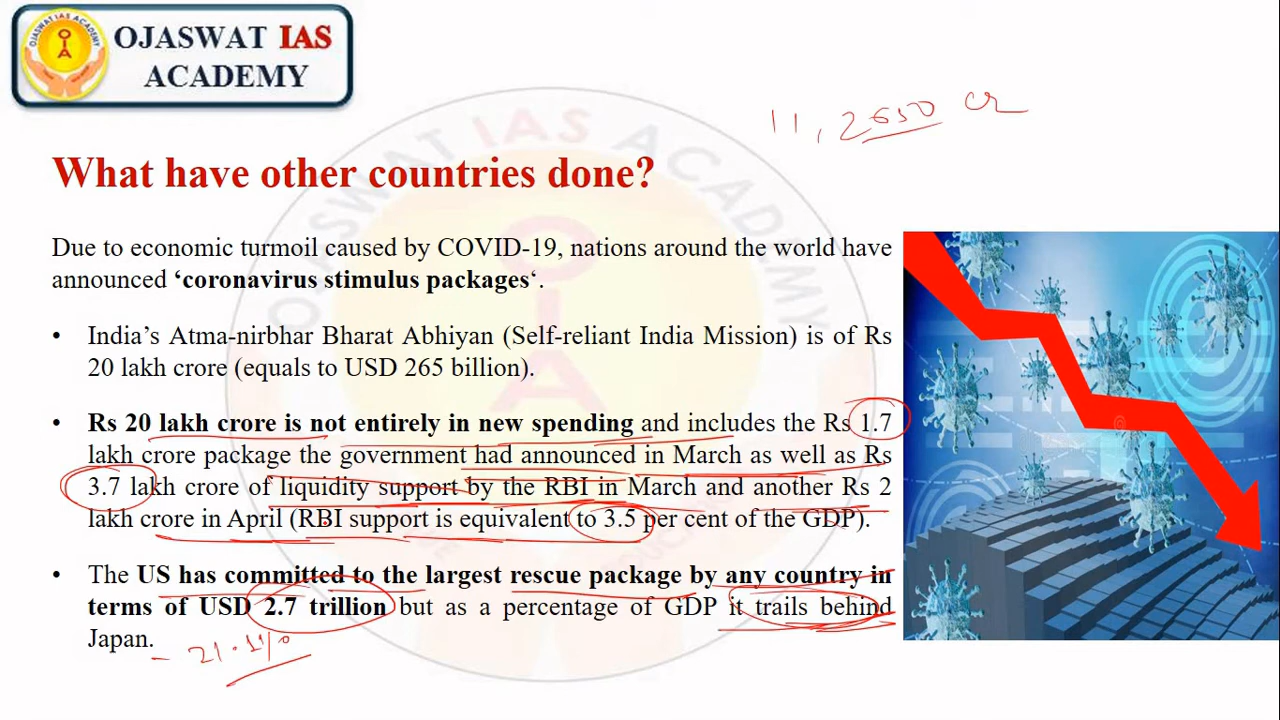 OJASWAT IAS
ACADEMY
11,2650 cr
What have other countries done?
Due to economic turmoil caused by COVID-19, nations around the world have
announced ‘coronavirus stimulus packages‘.
• India’s Atma-nirbhar Bharat Abhiyan (Self-reliant India Mission) is of Rs
20 lakh crore (equals to USD 265 billion).
• Rs 20 lakh crore is not entirely in new spending and includes the Rs 1.7
lakh crore package the government had announced in March as well as Rs
3.7 lakh crore of liquidity support by the RBI in March and another Rs 2
lakh crore in April (RBI support is equivalent to 3.5 per cent of the GDP).
• The US has committed to the largest rescue package by any country in
terms of USD 2.7 trillion but as a percentage of GDP it trails behind
Japan.
- 21.1%
OJASWAT IAS ACADEMY
OIA